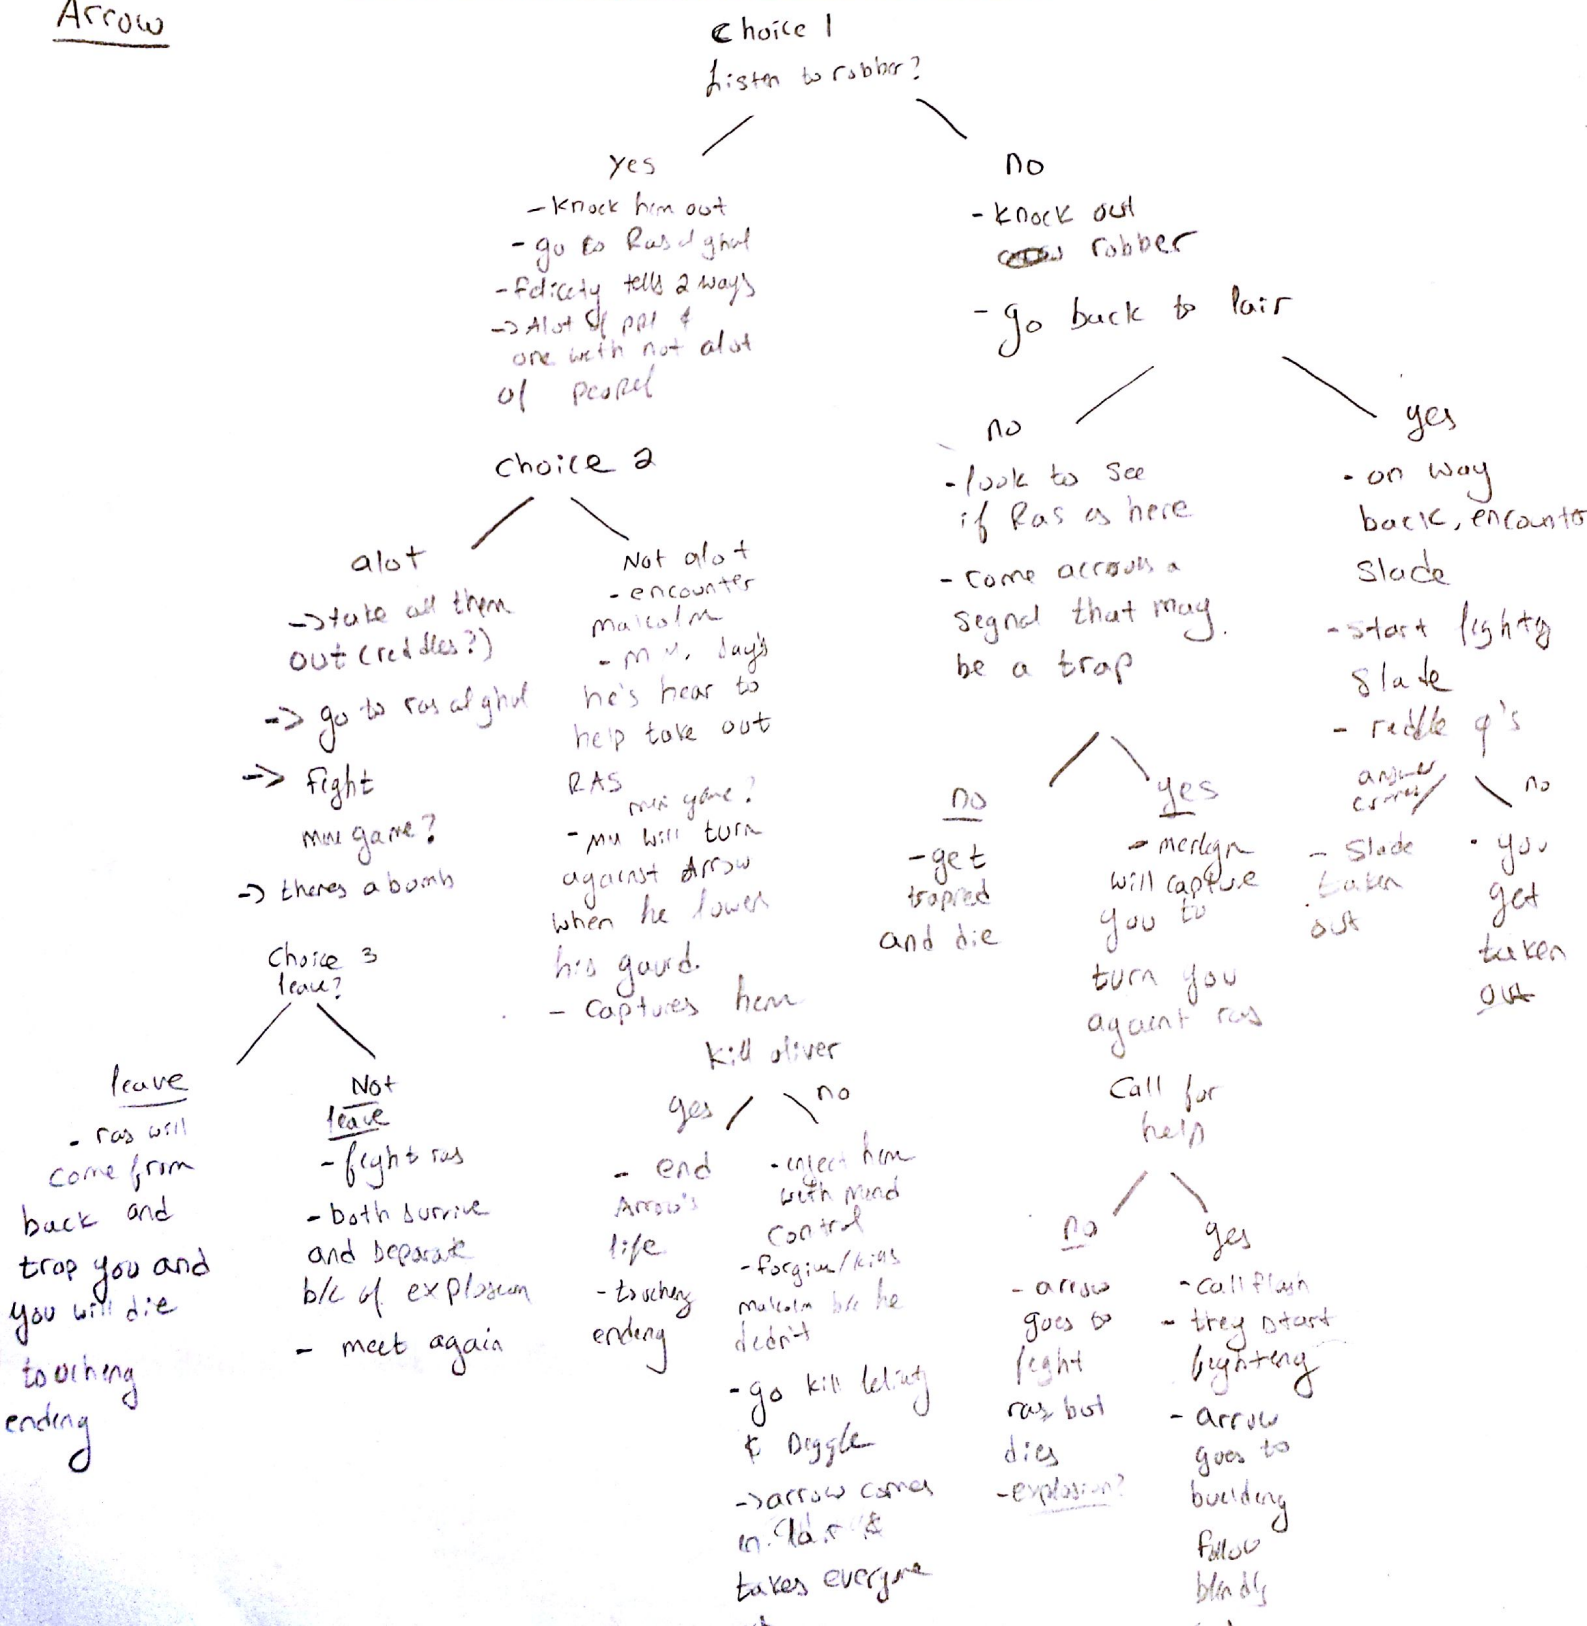 Arrow
Choice 1
Listen to robber?
yes
- Knock him out
- go to Ras al ghul
- felicity tells 2 ways
-> Alot of ppl &
one with not alot
of peopel
no
- knock out
robber
- go back to lair
Choice 2
alot
-> take all them
out (reddles?)
-> go to ras al ghul
-> fight
mini game?
-> theres a bomb
Not alot
- encounter
malcolm
- M.M. says
he's hear to
help take out
RAS
mini game?
- MM will turn
against Arrow
when he lowers
his gaurd.
- captures him
no
- look to see
if Ras is here
- come accross a
signal that may
be a trap
yes
- on way
back, encounter
Slade
- start fighting
Slade
- reddle q's
answer
correct
no
- Slade
taken
out
- you
get
taken
out
no
- get
trapped
and die
yes
- merlyn
will capture
you to
turn you
against ras
Choice 3
leave?
leave
- ras will
come from
back and
trap you and
you will die
touching
ending
Not
leave
- fight ras
- both survive
and separate
b/c of explosion
- meet again
kill oliver
yes
- end
Arrow's
life
- touching
ending
no
- inject him
with mind
control
- forgive/
malcolm b/c he
didn't
- go kill felicity
& Diggle
-> arrow comes
in lair &
takes everyone
Call for
help
no
- arrow
goes to
fight
ras but
dies
- explosion?
yes
- call flash
- they start
fighting
- arrow
goes to
building
follow
blindly